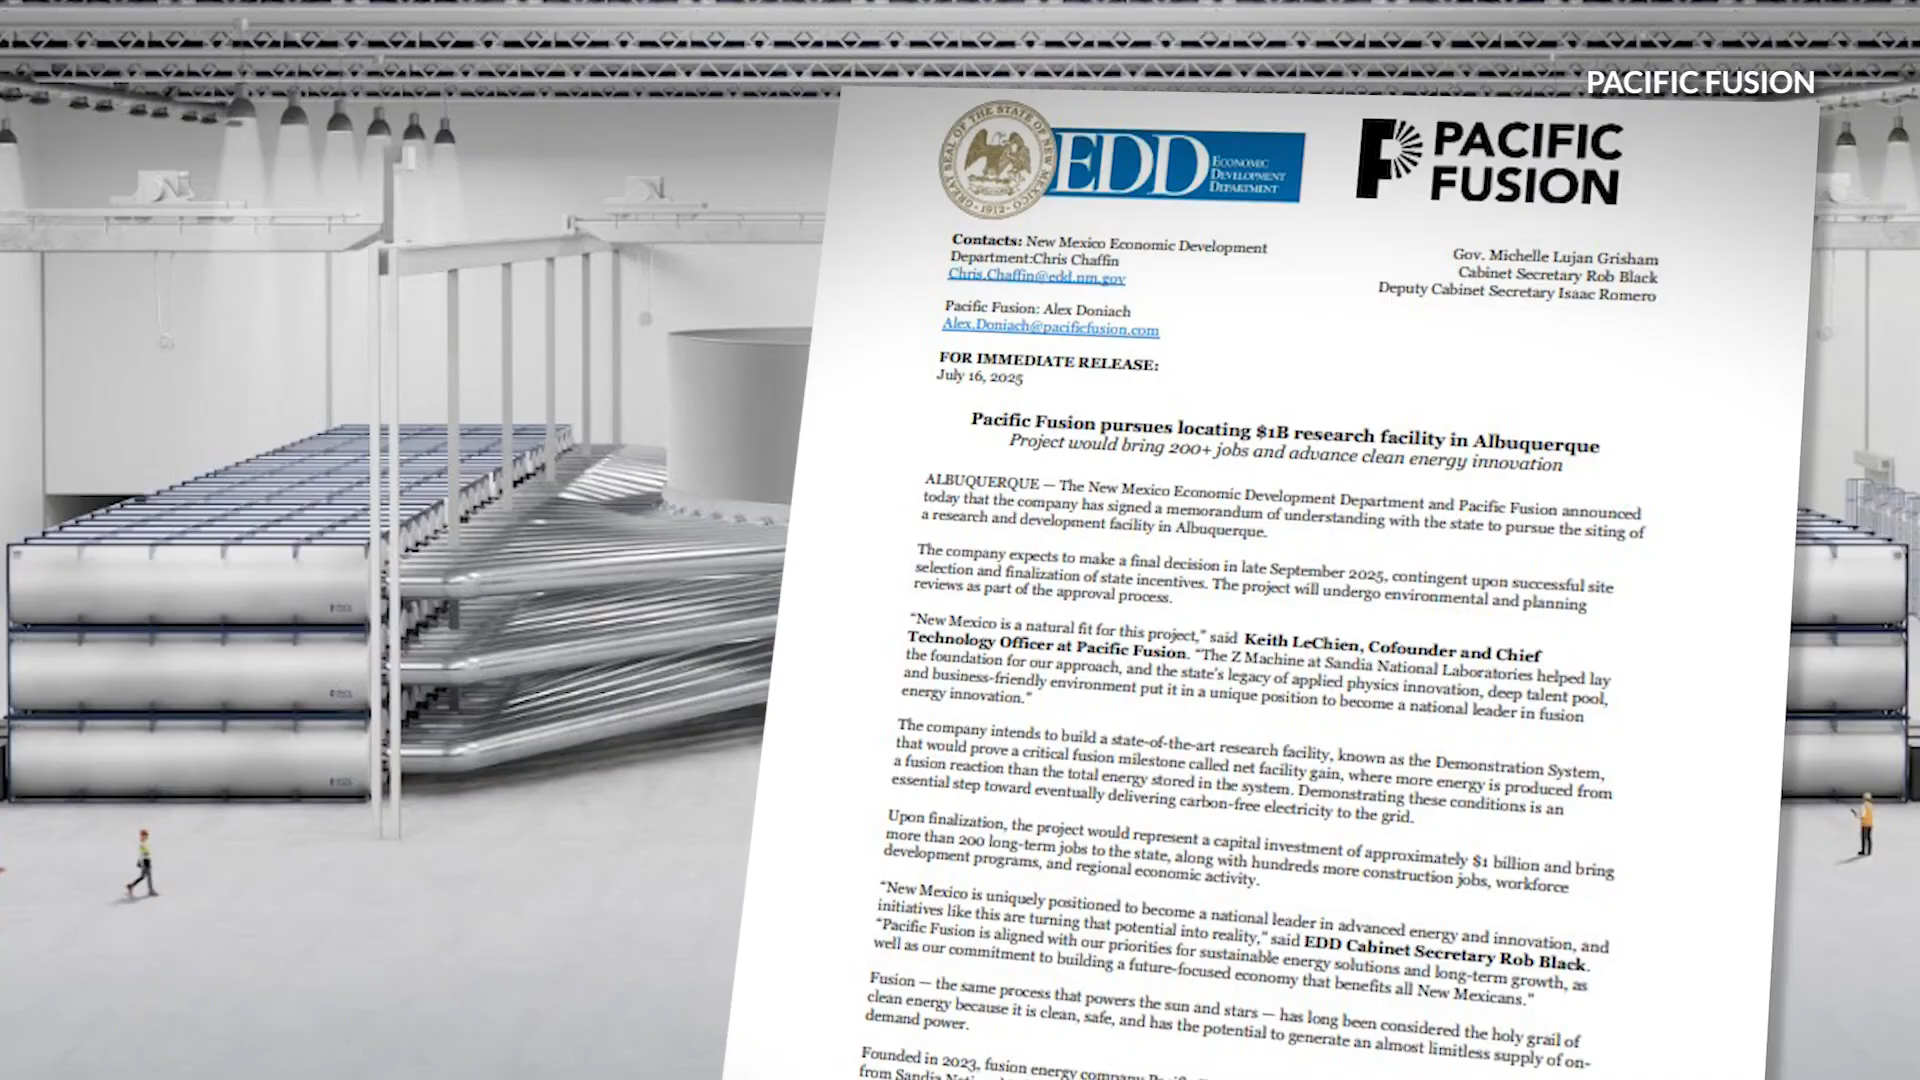 PACIFIC FUSION
GREAT SEAL OF THE STATE OF NEW MEXICO
• 1912 •
EDD
ECONOMIC
DEVELOPMENT
DEPARTMENT
PACIFIC
FUSION
Contacts: New Mexico Economic Development
Department:Chris Chaffin
Chris.Chaffin@edd.nm.gov
Gov. Michelle Lujan Grisham
Cabinet Secretary Rob Black
Deputy Cabinet Secretary Isaac Romero
Pacific Fusion: Alex Doniach
Alex.Doniach@pacificfusion.com
FOR IMMEDIATE RELEASE:
July 16, 2025
Pacific Fusion pursues locating $1B research facility in Albuquerque
Project would bring 200+ jobs and advance clean energy innovation
ALBUQUERQUE — The New Mexico Economic Development Department and Pacific Fusion announced
today that the company has signed a memorandum of understanding with the state to pursue the siting of
a research and development facility in Albuquerque.
The company expects to make a final decision in late September 2025, contingent upon successful site
selection and finalization of state incentives. The project will undergo environmental and planning
reviews as part of the approval process.
“New Mexico is a natural fit for this project,” said Keith LeChien, Cofounder and Chief
Technology Officer at Pacific Fusion. “The Z Machine at Sandia National Laboratories helped lay
the foundation for our approach, and the state’s legacy of applied physics innovation, deep talent pool,
and business-friendly environment put it in a unique position to become a national leader in fusion
energy innovation.”
The company intends to build a state-of-the-art research facility, known as the Demonstration System,
that would prove a critical fusion milestone called net facility gain, where more energy is produced from
a fusion reaction than the total energy stored in the system. Demonstrating these conditions is an
essential step toward eventually delivering carbon-free electricity to the grid.
Upon finalization, the project would represent a capital investment of approximately $1 billion and bring
more than 200 long-term jobs to the state, along with hundreds more construction jobs, workforce
development programs, and regional economic activity.
“New Mexico is uniquely positioned to become a national leader in advanced energy and innovation, and
initiatives like this are turning that potential into reality,” said EDD Cabinet Secretary Rob Black.
“Pacific Fusion is aligned with our priorities for sustainable energy solutions and long-term growth, as
well as our commitment to building a future-focused economy that benefits all New Mexicans.”
Fusion — the same process that powers the sun and stars — has long been considered the holy grail of
clean energy because it is clean, safe, and has the potential to generate an almost limitless supply of on-
demand power.
Founded in 2023, fusion energy company
from Sandia